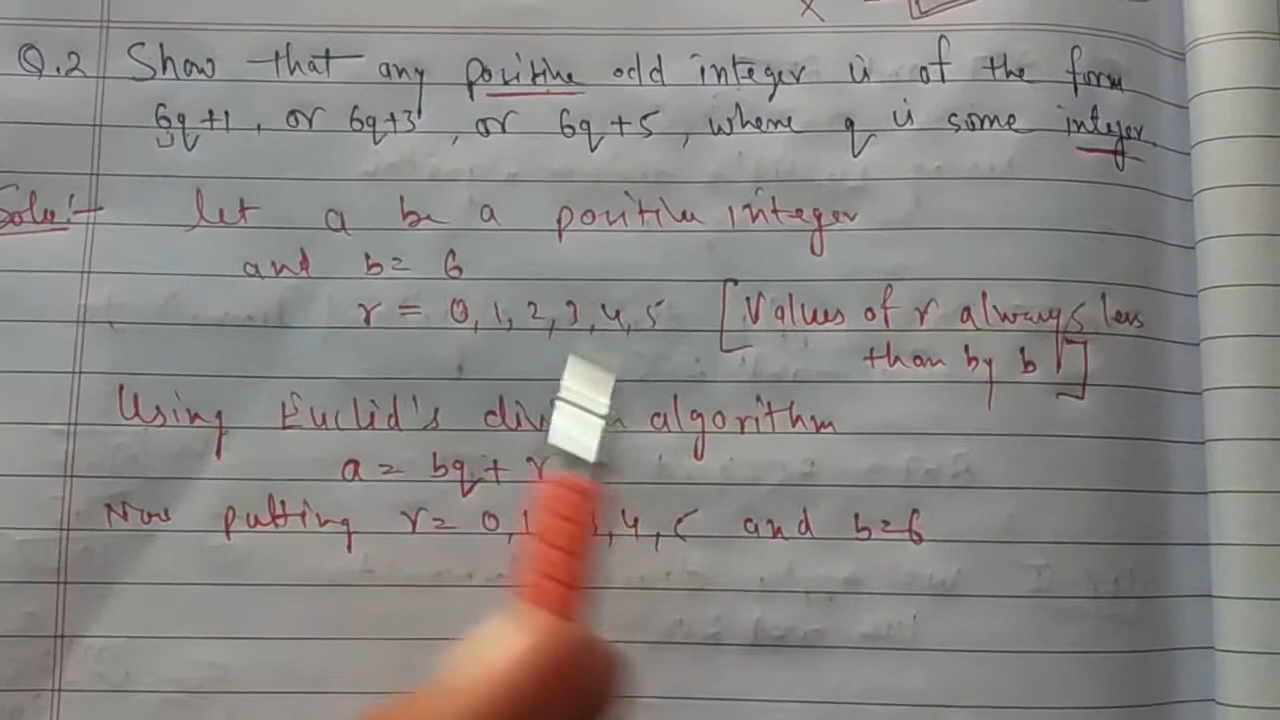 Q.2 Show that any positive odd integer is of the form
6q+1, or 6q+3, or 6q+5, where q is some integer.
Solu:- let a be a positive integer
and b= 6
r = 0,1,2,3,4,5 [Values of r always less
than by b]
Using Euclid's algorithm
a = bq + r
Now putting r= 0,1 3,4,5 and b=6